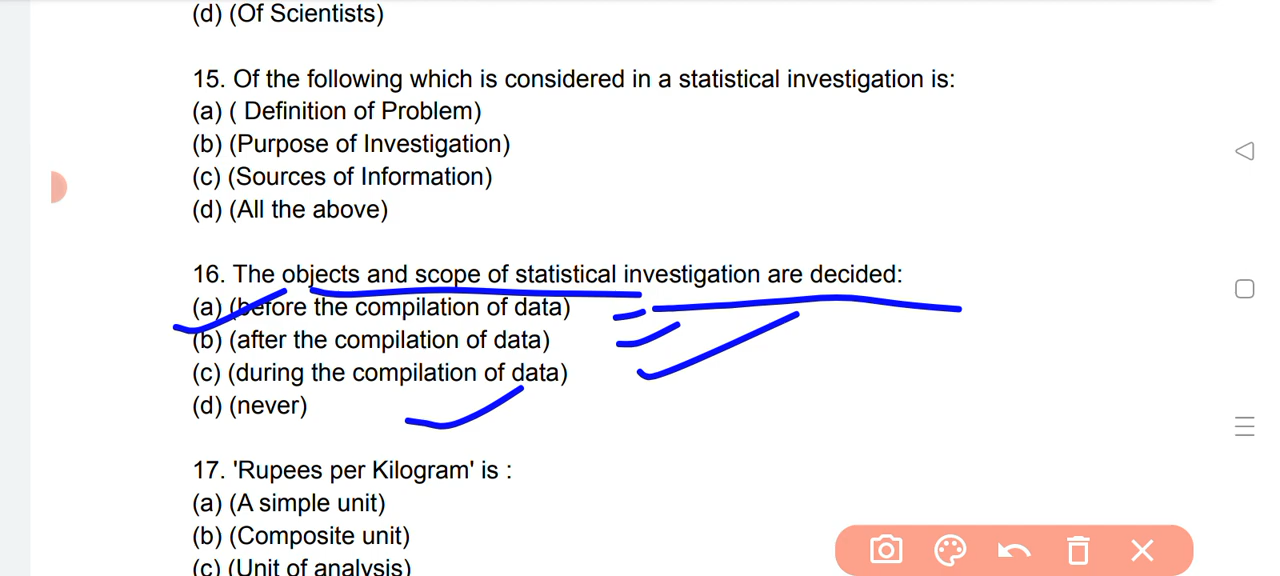 (d) (Of Scientists)
15. Of the following which is considered in a statistical investigation is:
(a) ( Definition of Problem)
(b) (Purpose of Investigation)
(c) (Sources of Information)
(d) (All the above)
16. The objects and scope of statistical investigation are decided:
(a) (before the compilation of data)
(b) (after the compilation of data)
(c) (during the compilation of data)
(d) (never)
17. 'Rupees per Kilogram' is :
(a) (A simple unit)
(b) (Composite unit)
(c) (Unit of analysis)